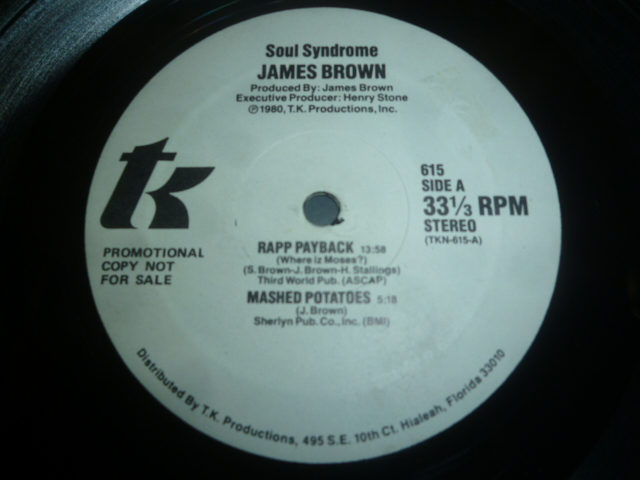 Soul Syndrome
JAMES BROWN
Produced By: James Brown
Executive Producer: Henry Stone
Ⓟ1980, T.K. Productions, Inc.
tk
615
SIDE A
33⅓ RPM
STEREO
(TKN-615-A)
PROMOTIONAL
COPY NOT
FOR SALE
RAPP PAYBACK 13:58
(Where iz Moses?)
(S. Brown-J. Brown-H. Stallings)
Third World Pub. (ASCAP)
MASHED POTATOES 5:18
(J. Brown)
Sherlyn Pub. Co., Inc. (BMI)
Distributed By T.K. Productions, 495 S.E. 10th Ct. Hialeah, Florida 33010